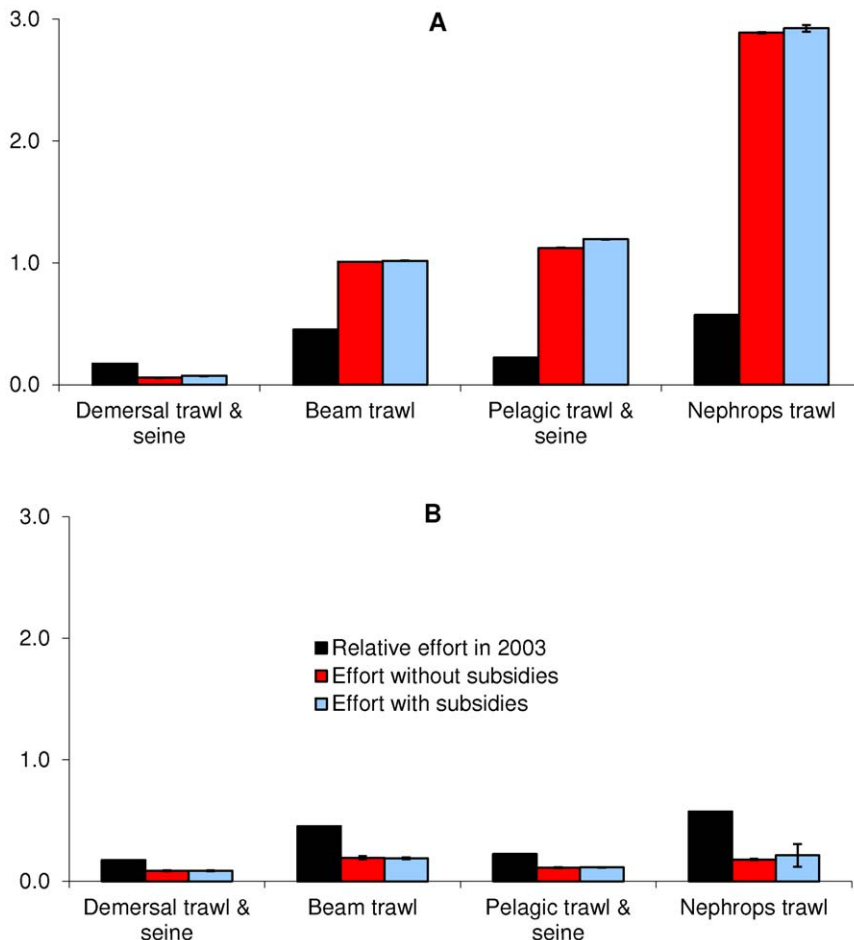 A
3.0
2.0
1.0
0.0
Demersal trawl &
seine
Beam trawl
Pelagic trawl &
seine
Nephrops trawl
B
3.0
2.0
1.0
0.0
Relative effort in 2003
Effort without subsidies
Effort with subsidies
Demersal trawl &
seine
Beam trawl
Pelagic trawl &
seine
Nephrops trawl